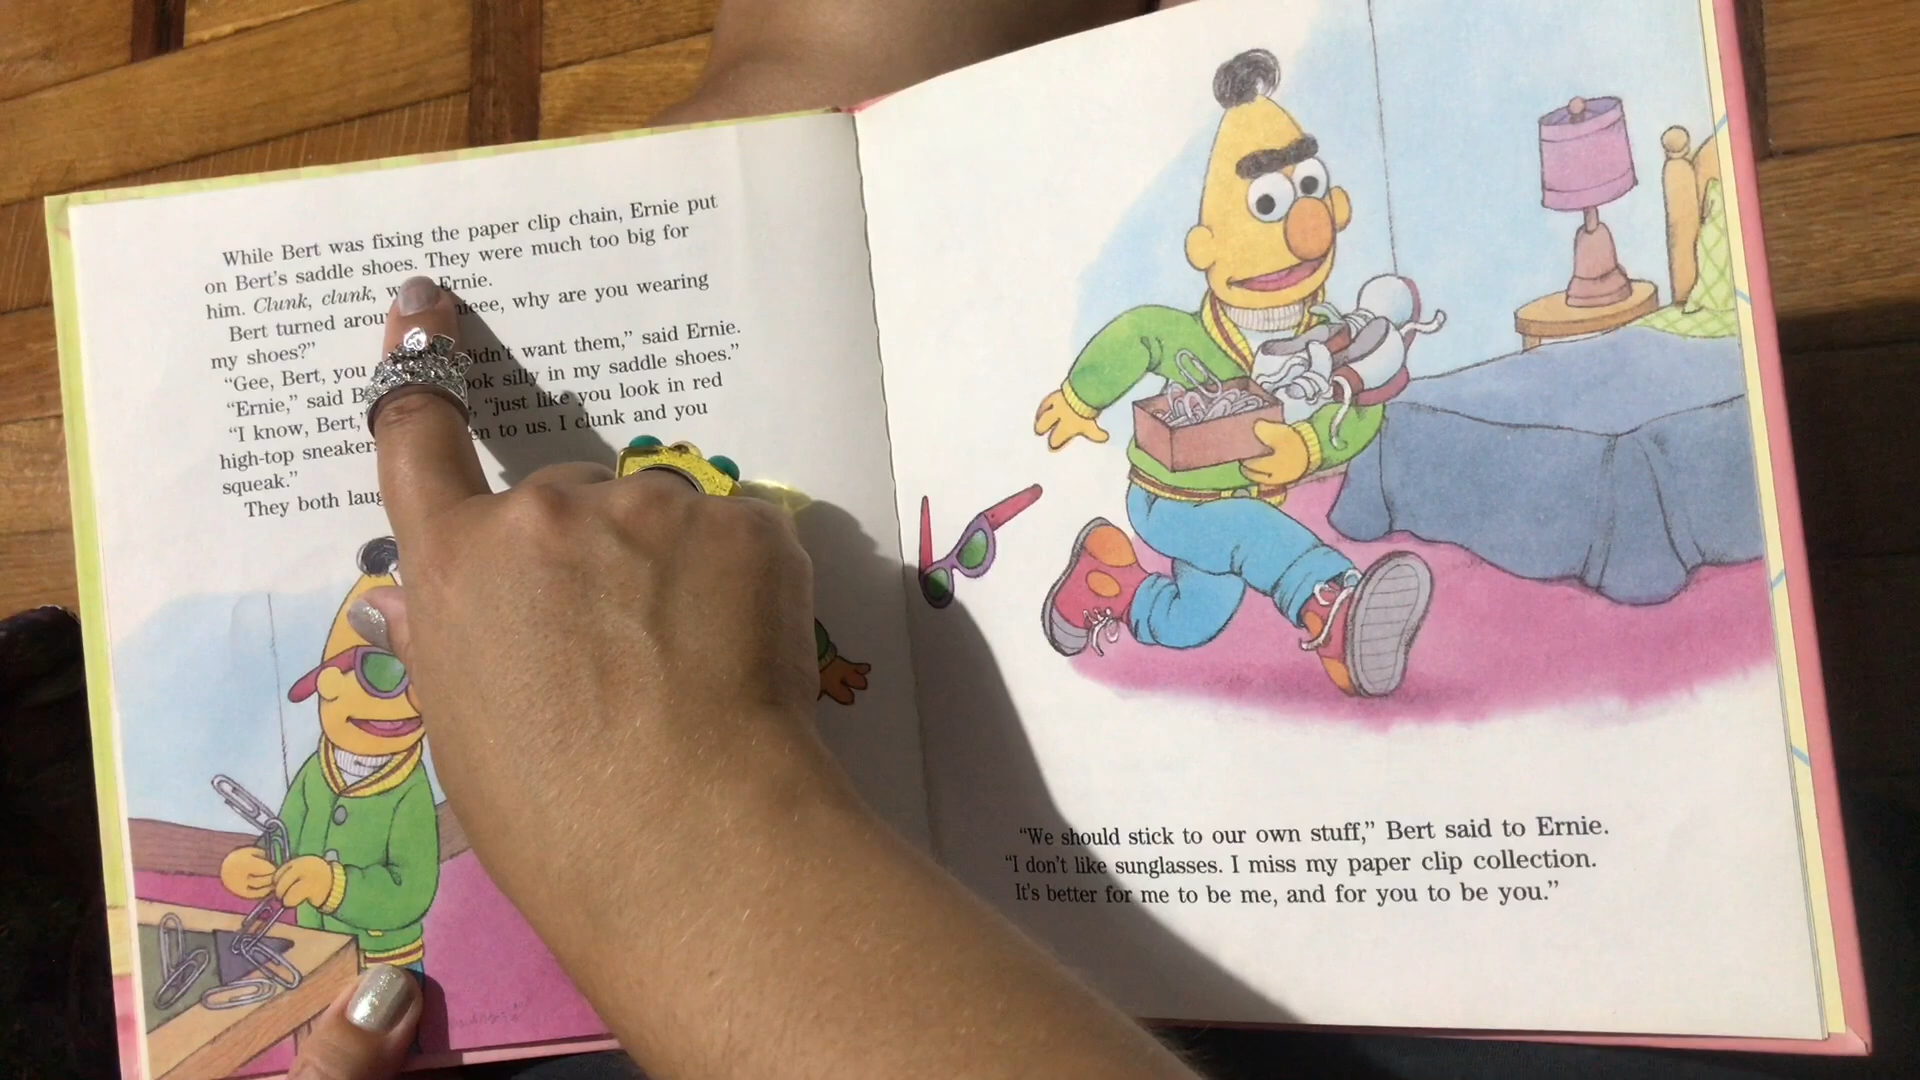 While Bert was fixing the paper clip chain, Ernie put
on Bert's saddle shoes. They were much too big for
him. Clunk, clunk, Ernie.
Bert turned why are you wearing
my shoes?”
“Gee, Bert, you didn't want them,” said Ernie.
“Ernie,” said silly in my saddle shoes.”
“I know, Bert,” “just like you look in red
high-top to us. I clunk and you
squeak.”
They both
“We should stick to our own stuff,” Bert said to Ernie.
“I don't like sunglasses. I miss my paper clip collection.
It's better for me to be me, and for you to be you.”